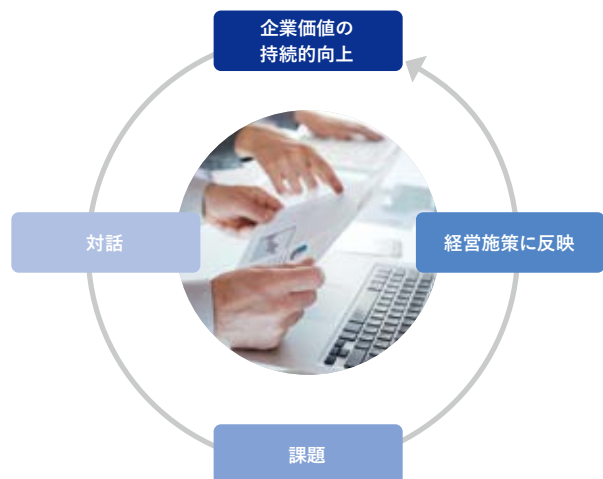 企業価値の
持続的向上
対話
経営施策に反映
課題